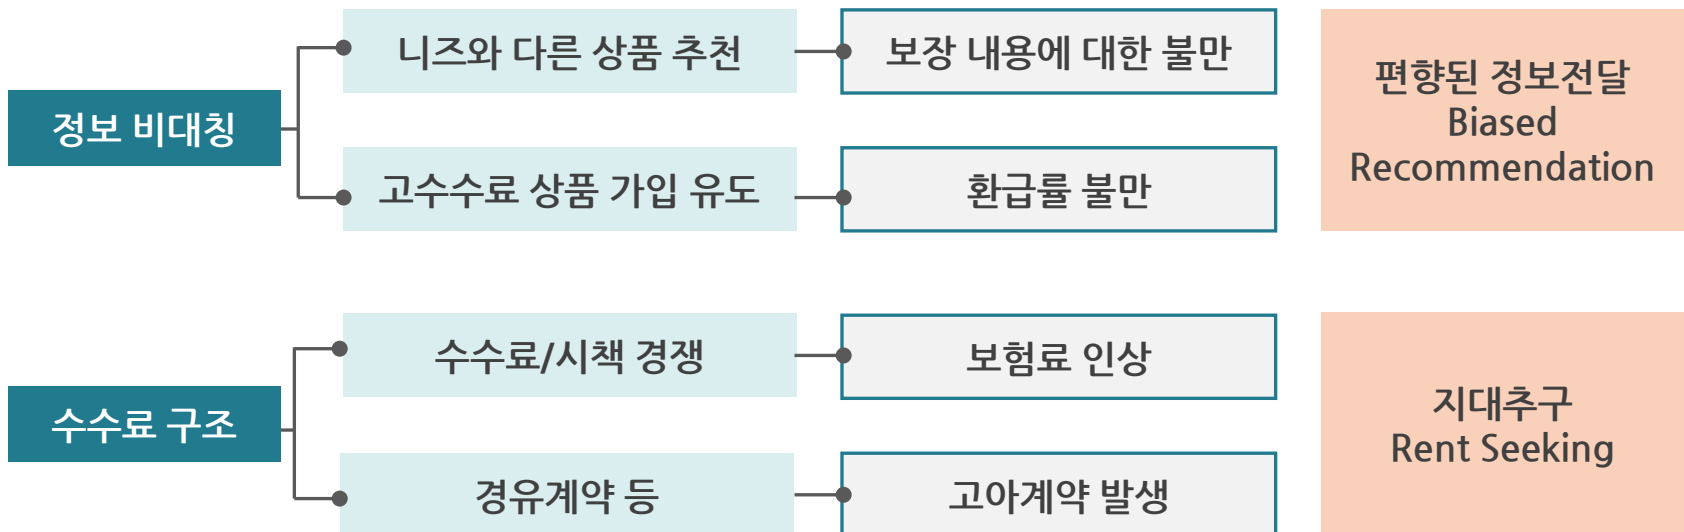 니즈와 다른 상품 추천
보장 내용에 대한 불만
정보 비대칭
고수수료 상품 가입 유도
환급률 불만
편향된 정보전달
Biased
Recommendation
수수료/시책 경쟁
보험료 인상
수수료 구조
경유계약 등
고아계약 발생
지대추구
Rent Seeking